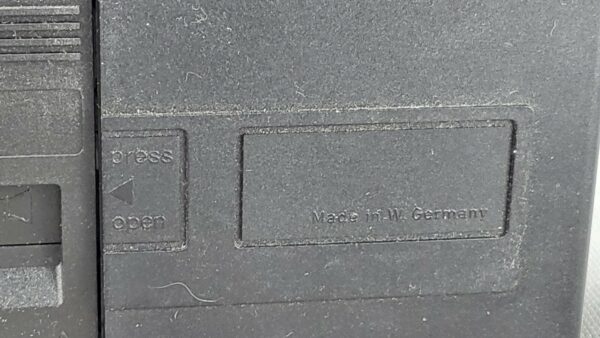 press
open
Made in W. Germany